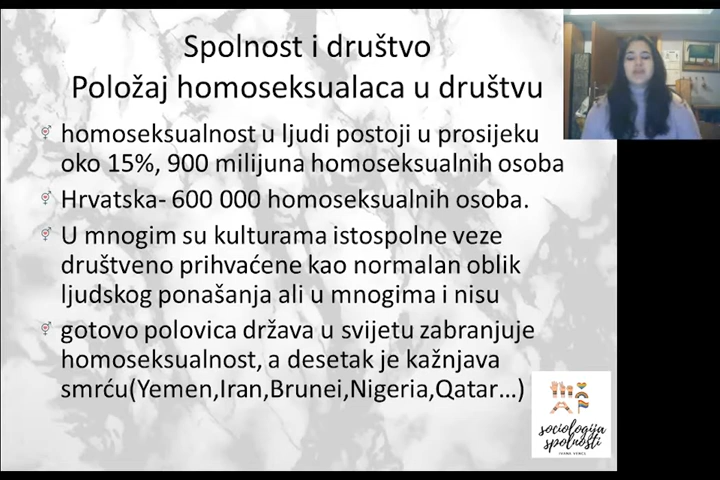 Spolnost i društvo
Položaj homoseksualaca u društvu
homoseksualnost u ljudi postoji u prosijeku
oko 15%, 900 milijuna homoseksualnih osoba
Hrvatska- 600 000 homoseksualnih osoba.
U mnogim su kulturama istospolne veze
društveno prihvaćene kao normalan oblik
ljudskog ponašanja ali u mnogima i nisu
gotovo polovica država u svijetu zabranjuje
homoseksualnost, a desetak je kažnjava
smrću(Yemen,Iran,Brunei,Nigeria,Qatar...)
sociologija
spolnosti